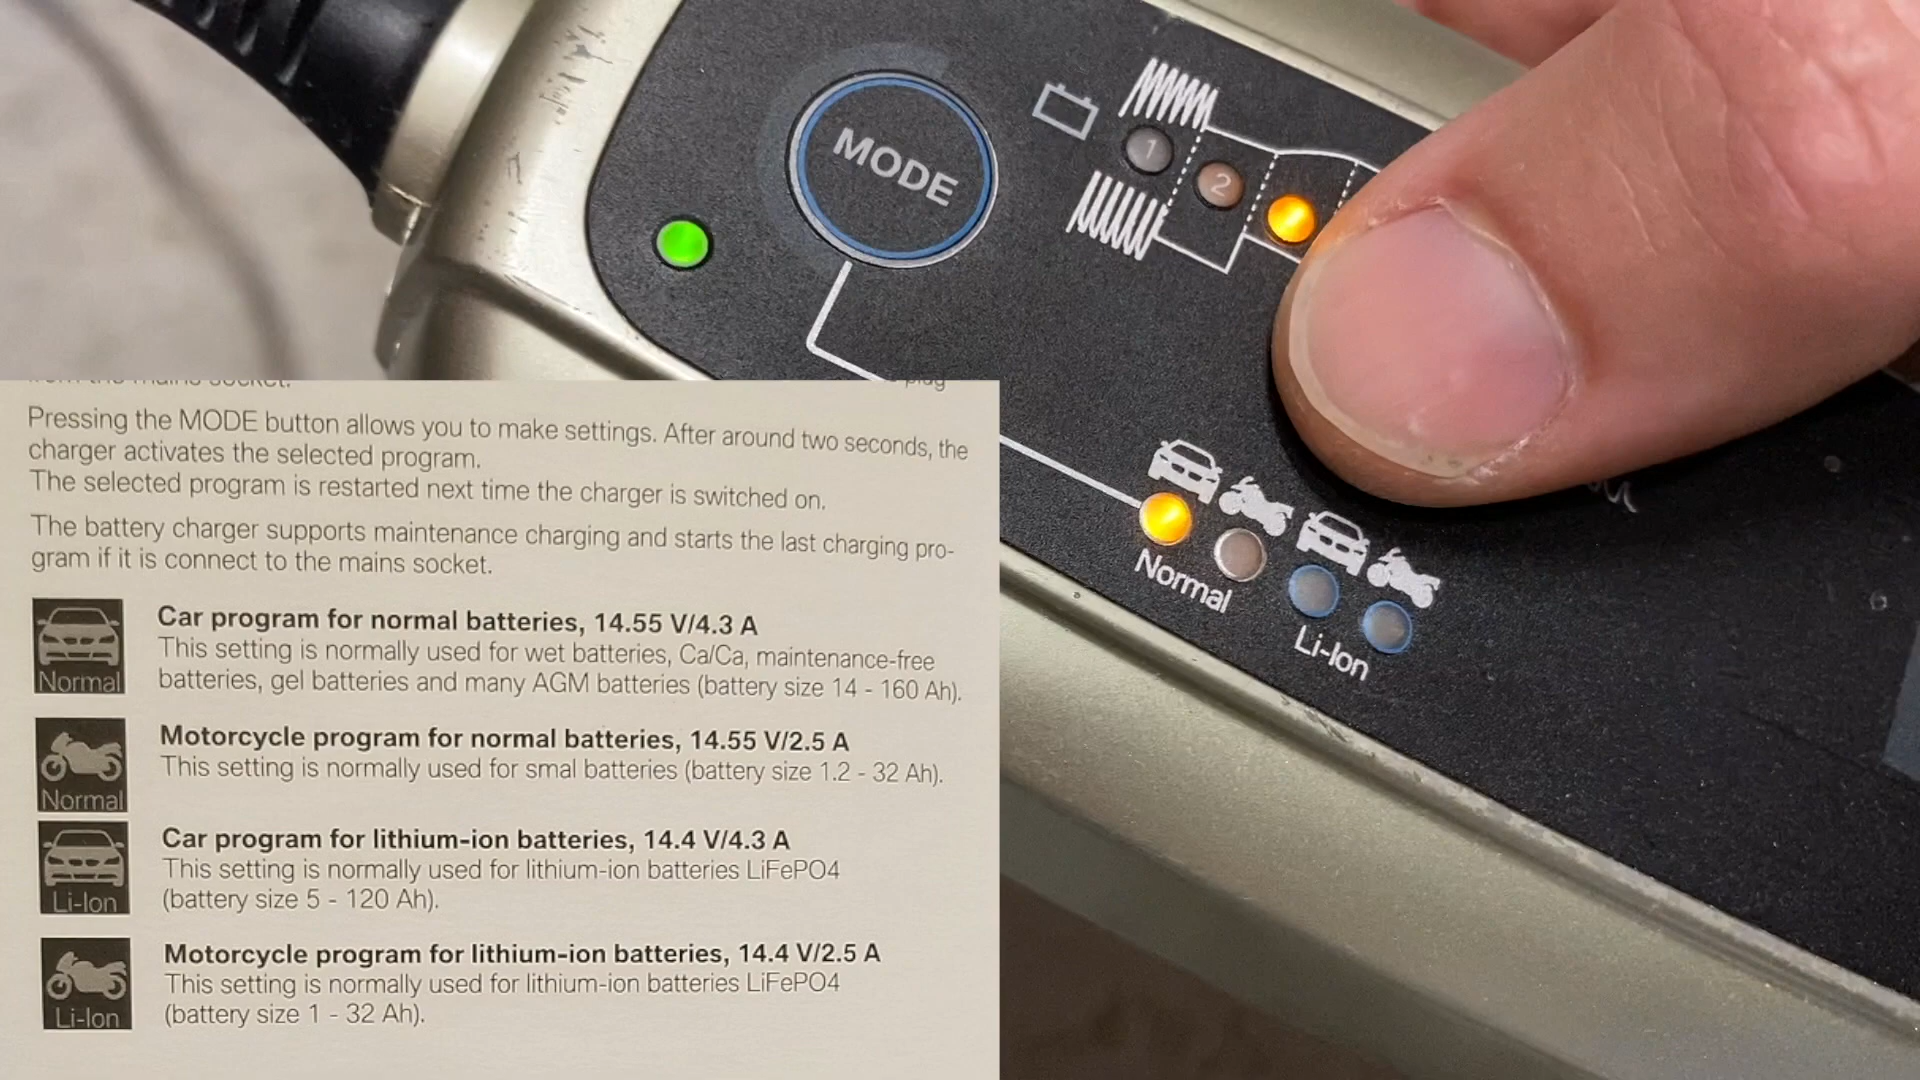 MODE
1
2
Normal
Li-Ion
from the mains socket.
plug
Pressing the MODE button allows you to make settings. After around two seconds, the
charger activates the selected program.
The selected program is restarted next time the charger is switched on.
The battery charger supports maintenance charging and starts the last charging pro-
gram if it is connect to the mains socket.
Normal
Car program for normal batteries, 14.55 V/4.3 A
This setting is normally used for wet batteries, Ca/Ca, maintenance-free
batteries, gel batteries and many AGM batteries (battery size 14 - 160 Ah).
Normal
Motorcycle program for normal batteries, 14.55 V/2.5 A
This setting is normally used for smal batteries (battery size 1.2 - 32 Ah).
Li-Ion
Car program for lithium-ion batteries, 14.4 V/4.3 A
This setting is normally used for lithium-ion batteries LiFePO4
(battery size 5 - 120 Ah).
Li-Ion
Motorcycle program for lithium-ion batteries, 14.4 V/2.5 A
This setting is normally used for lithium-ion batteries LiFePO4
(battery size 1 - 32 Ah).